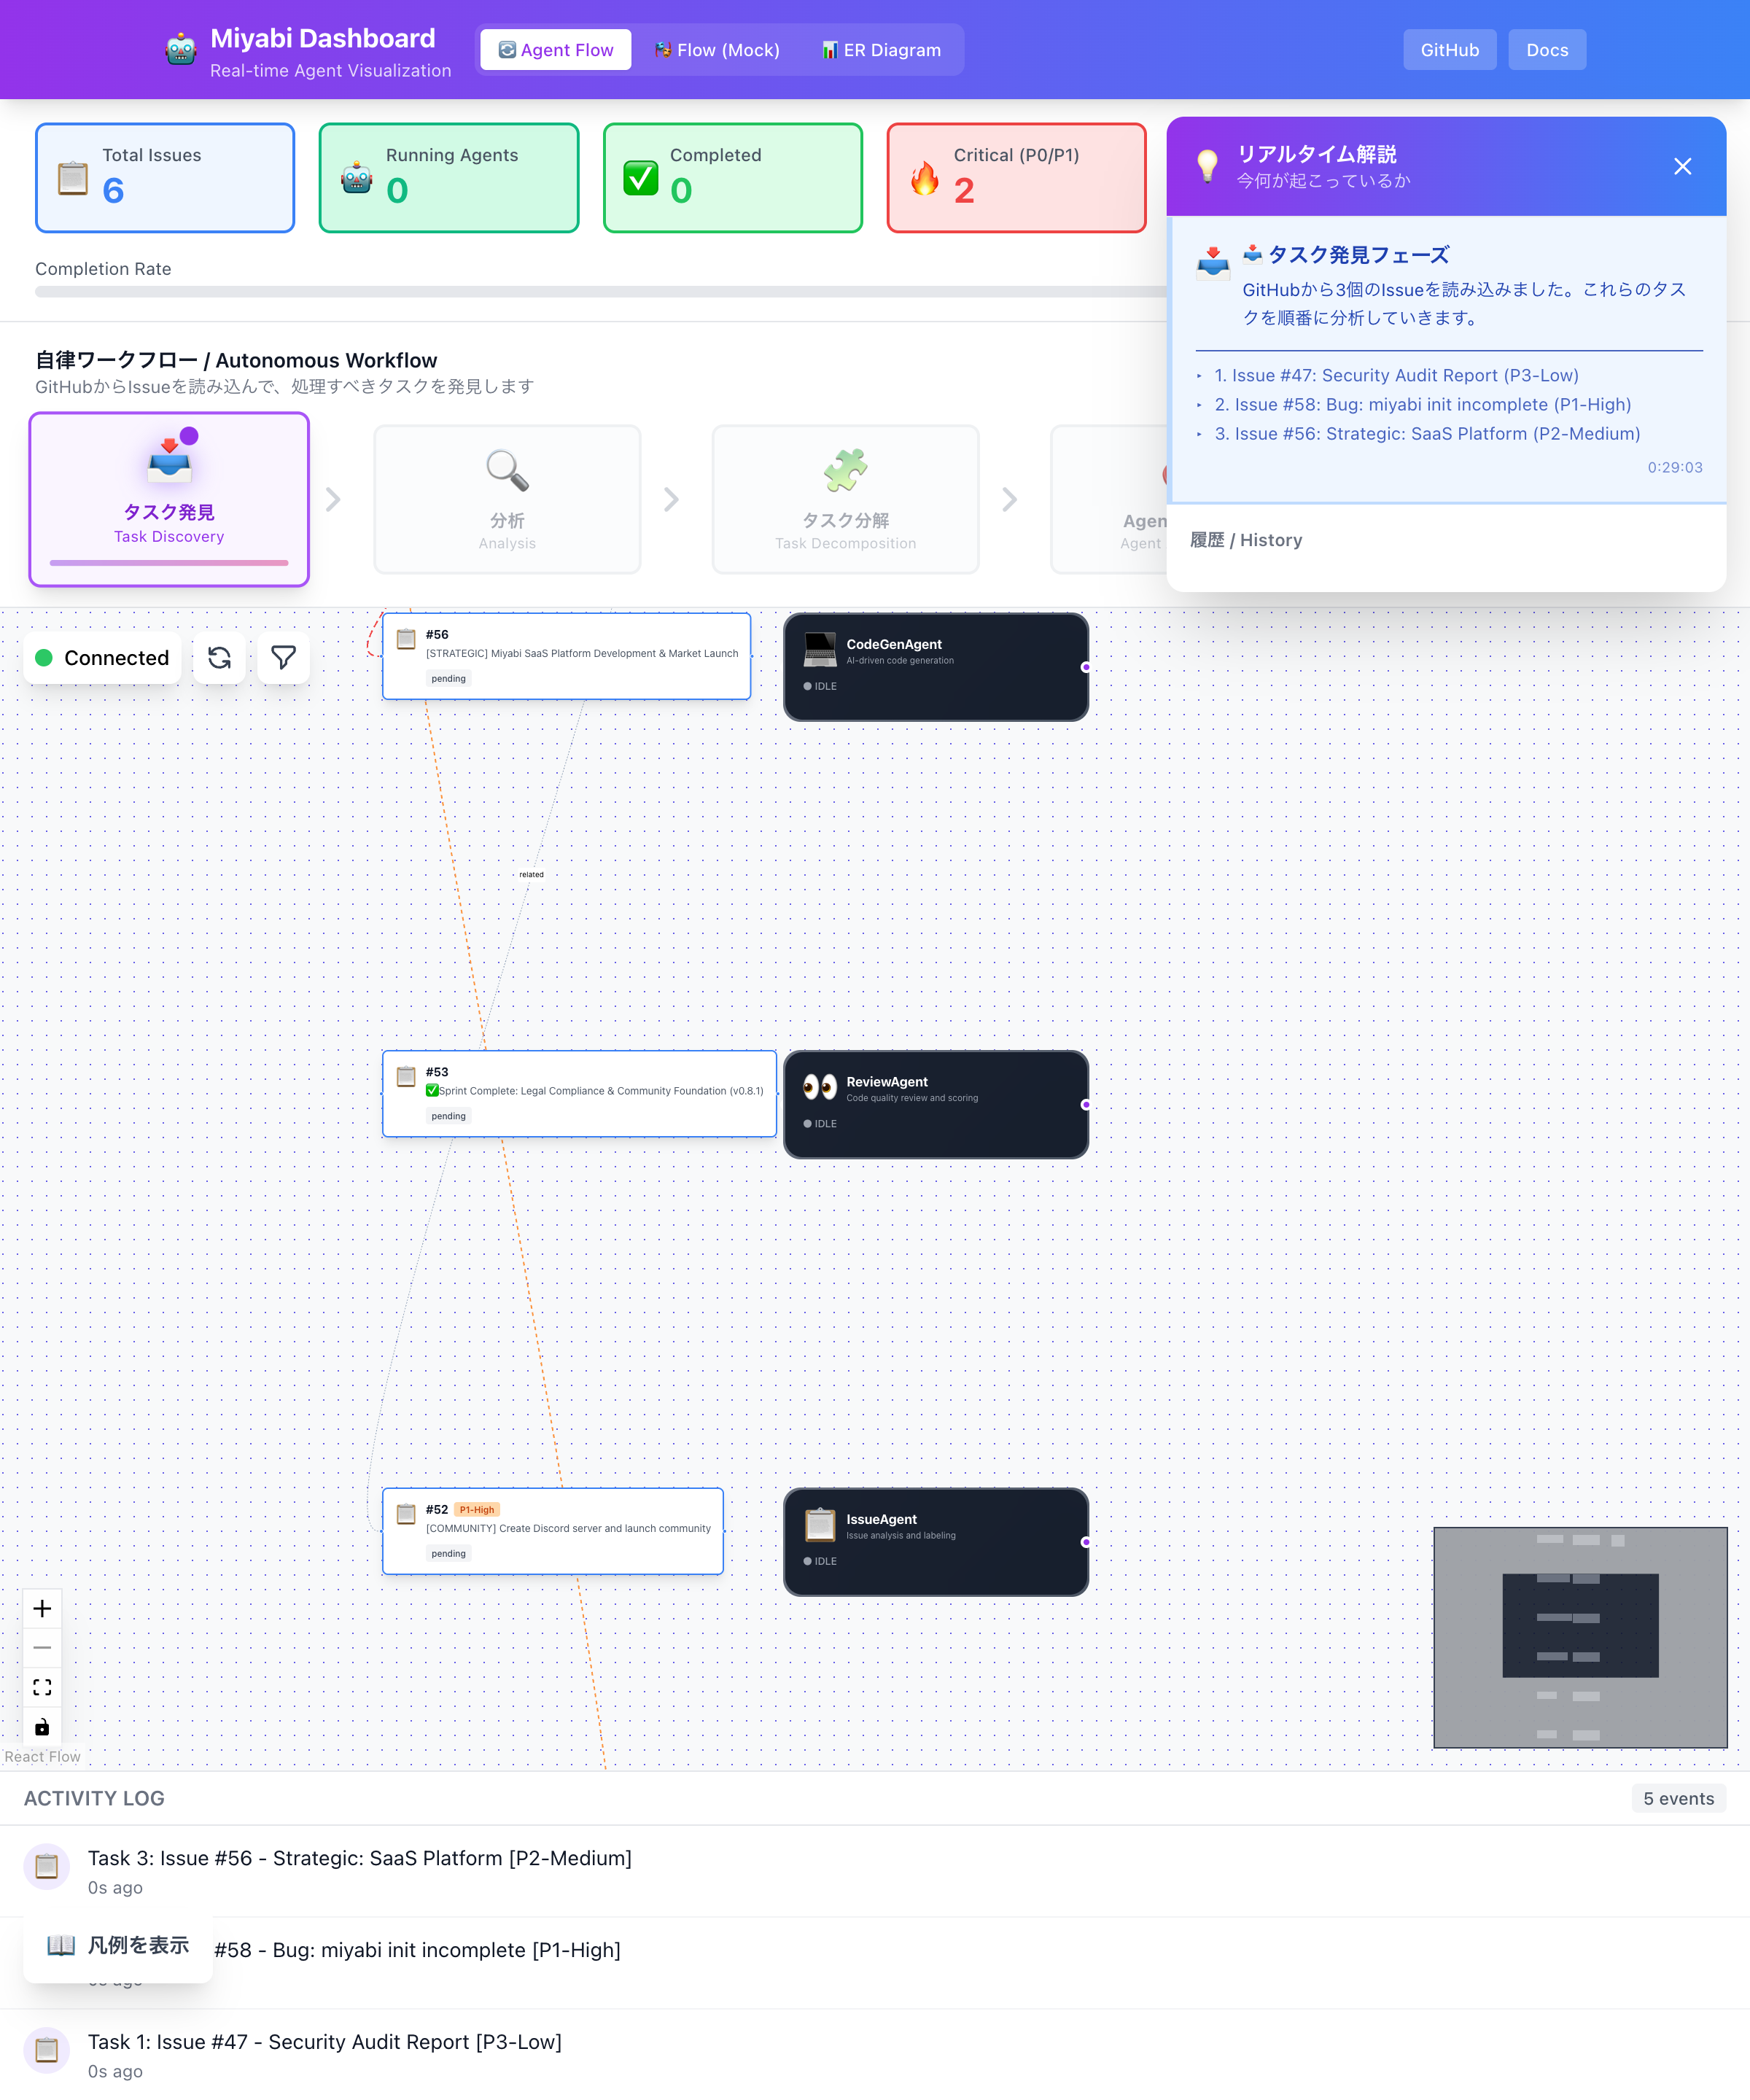 Miyabi Dashboard
Real-time Agent Visualization
Agent Flow
Flow (Mock)
ER Diagram
GitHub
Docs
Total Issues
6
Running Agents
0
Completed
0
Critical (P0/P1)
2
Completion Rate
リアルタイム解説
今何が起こっているか
タスク発見フェーズ
GitHubから3個のIssueを読み込みました。これらのタス
クを順番に分析していきます。
‣ 1. Issue #47: Security Audit Report (P3-Low)
‣ 2. Issue #58: Bug: miyabi init incomplete (P1-High)
‣ 3. Issue #56: Strategic: SaaS Platform (P2-Medium)
0:29:03
履歴 / History
自律ワークフロー / Autonomous Workflow
GitHubからIssueを読み込んで、処理すべきタスクを発見します
タスク発見
Task Discovery
分析
Analysis
タスク分解
Task Decomposition
Agen
Agent
Connected
#56
[STRATEGIC] Miyabi SaaS Platform Development & Market Launch
pending
CodeGenAgent
AI-driven code generation
IDLE
related
#53
✅Sprint Complete: Legal Compliance & Community Foundation (v0.8.1)
pending
ReviewAgent
Code quality review and scoring
IDLE
#52 P1-High
[COMMUNITY] Create Discord server and launch community
pending
IssueAgent
Issue analysis and labeling
IDLE
React Flow
ACTIVITY LOG
5 events
Task 3: Issue #56 - Strategic: SaaS Platform [P2-Medium]
0s ago
凡例を表示
#58 - Bug: miyabi init incomplete [P1-High]
Task 1: Issue #47 - Security Audit Report [P3-Low]
0s ago